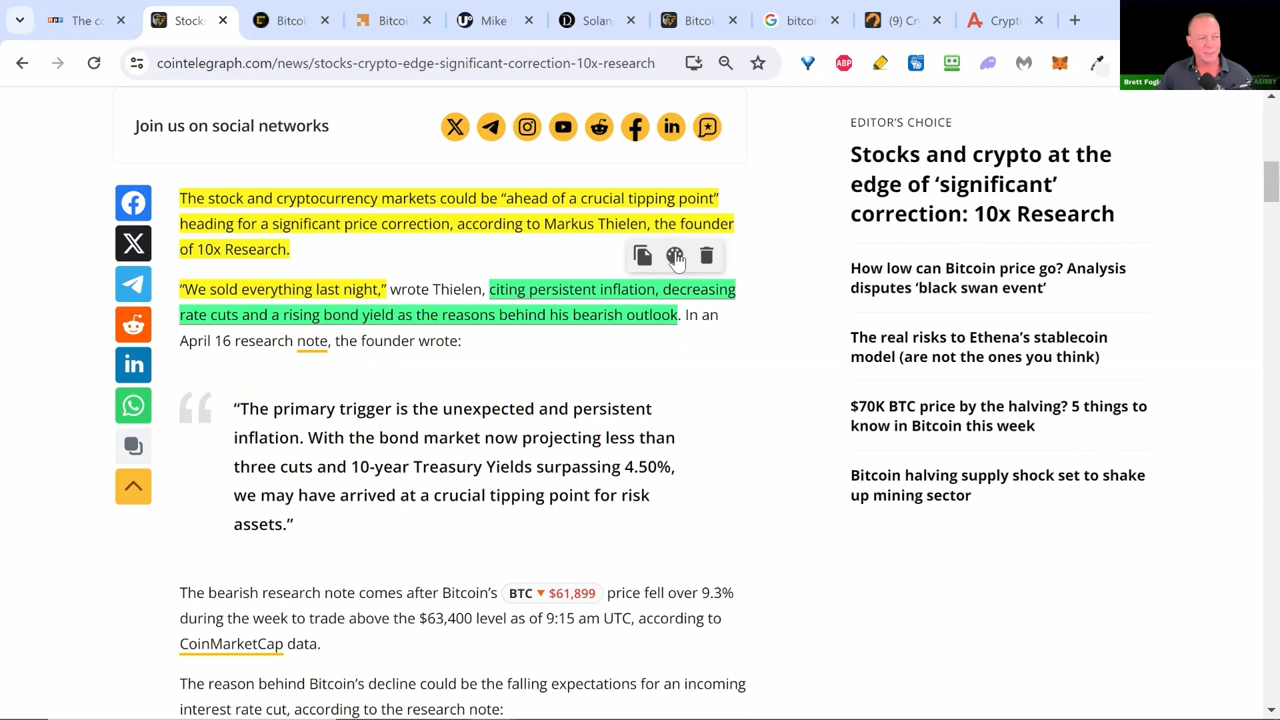 The co
Stocks
Bitcoi
Bitcoi
Mike
Solan
Bitcoi
bitcoi
(9) Cr
Crypto
cointelegraph.com/news/stocks-crypto-edge-significant-correction-10x-research
ABP
Brett Fogl
Join us on social networks
The stock and cryptocurrency markets could be “ahead of a crucial tipping point”
heading for a significant price correction, according to Markus Thielen, the founder
of 10x Research.
“We sold everything last night,” wrote Thielen, citing persistent inflation, decreasing
rate cuts and a rising bond yield as the reasons behind his bearish outlook. In an
April 16 research note, the founder wrote:
“The primary trigger is the unexpected and persistent
inflation. With the bond market now projecting less than
three cuts and 10-year Treasury Yields surpassing 4.50%,
we may have arrived at a crucial tipping point for risk
assets.”
The bearish research note comes after Bitcoin’s BTC ▼ $61,899 price fell over 9.3%
during the week to trade above the $63,400 level as of 9:15 am UTC, according to
CoinMarketCap data.
The reason behind Bitcoin’s decline could be the falling expectations for an incoming
interest rate cut, according to the research note:
EDITOR’S CHOICE
Stocks and crypto at the
edge of ‘significant’
correction: 10x Research
How low can Bitcoin price go? Analysis
disputes ‘black swan event’
The real risks to Ethena’s stablecoin
model (are not the ones you think)
$70K BTC price by the halving? 5 things to
know in Bitcoin this week
Bitcoin halving supply shock set to shake
up mining sector